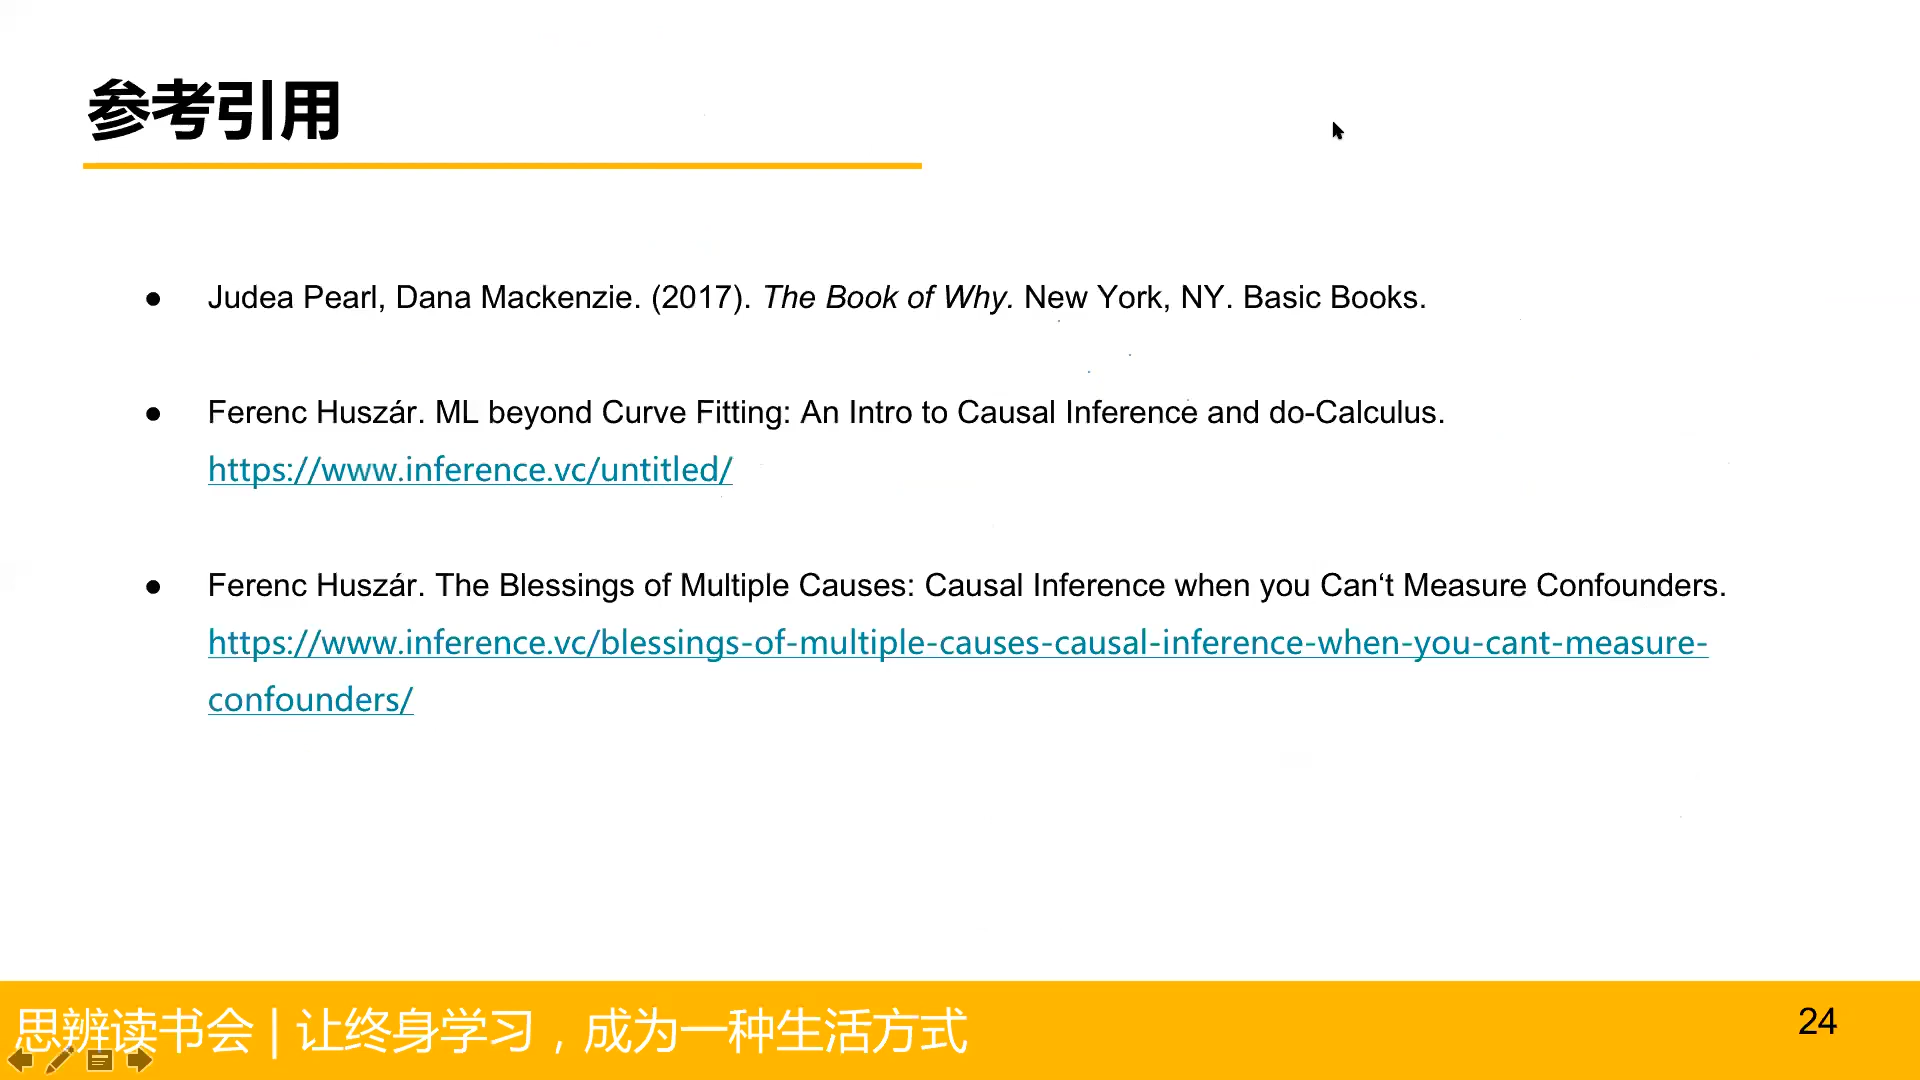 参考引用
● Judea Pearl, Dana Mackenzie. (2017). The Book of Why. New York, NY. Basic Books.
● Ferenc Huszár. ML beyond Curve Fitting: An Intro to Causal Inference and do-Calculus.
https://www.inference.vc/untitled/
● Ferenc Huszár. The Blessings of Multiple Causes: Causal Inference when you Can‘t Measure Confounders.
https://www.inference.vc/blessings-of-multiple-causes-causal-inference-when-you-cant-measure-
confounders/
思辨读书会 | 让终身学习，成为一种生活方式
24